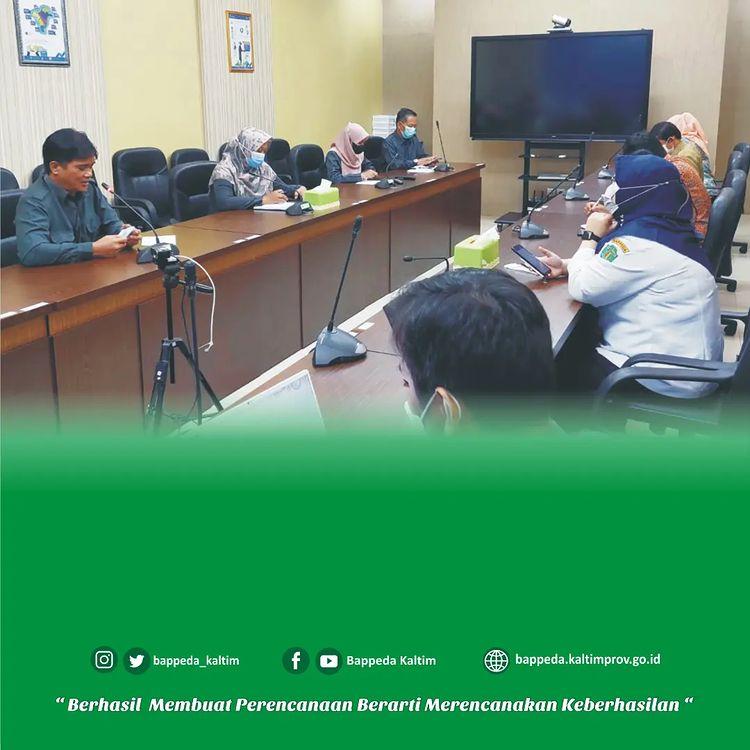 bappeda_kaltim
Bappeda Kaltim
bappeda.kaltimprov.go.id
“ Berhasil Membuat Perencanaan Berarti Merencanakan Keberhasilan “